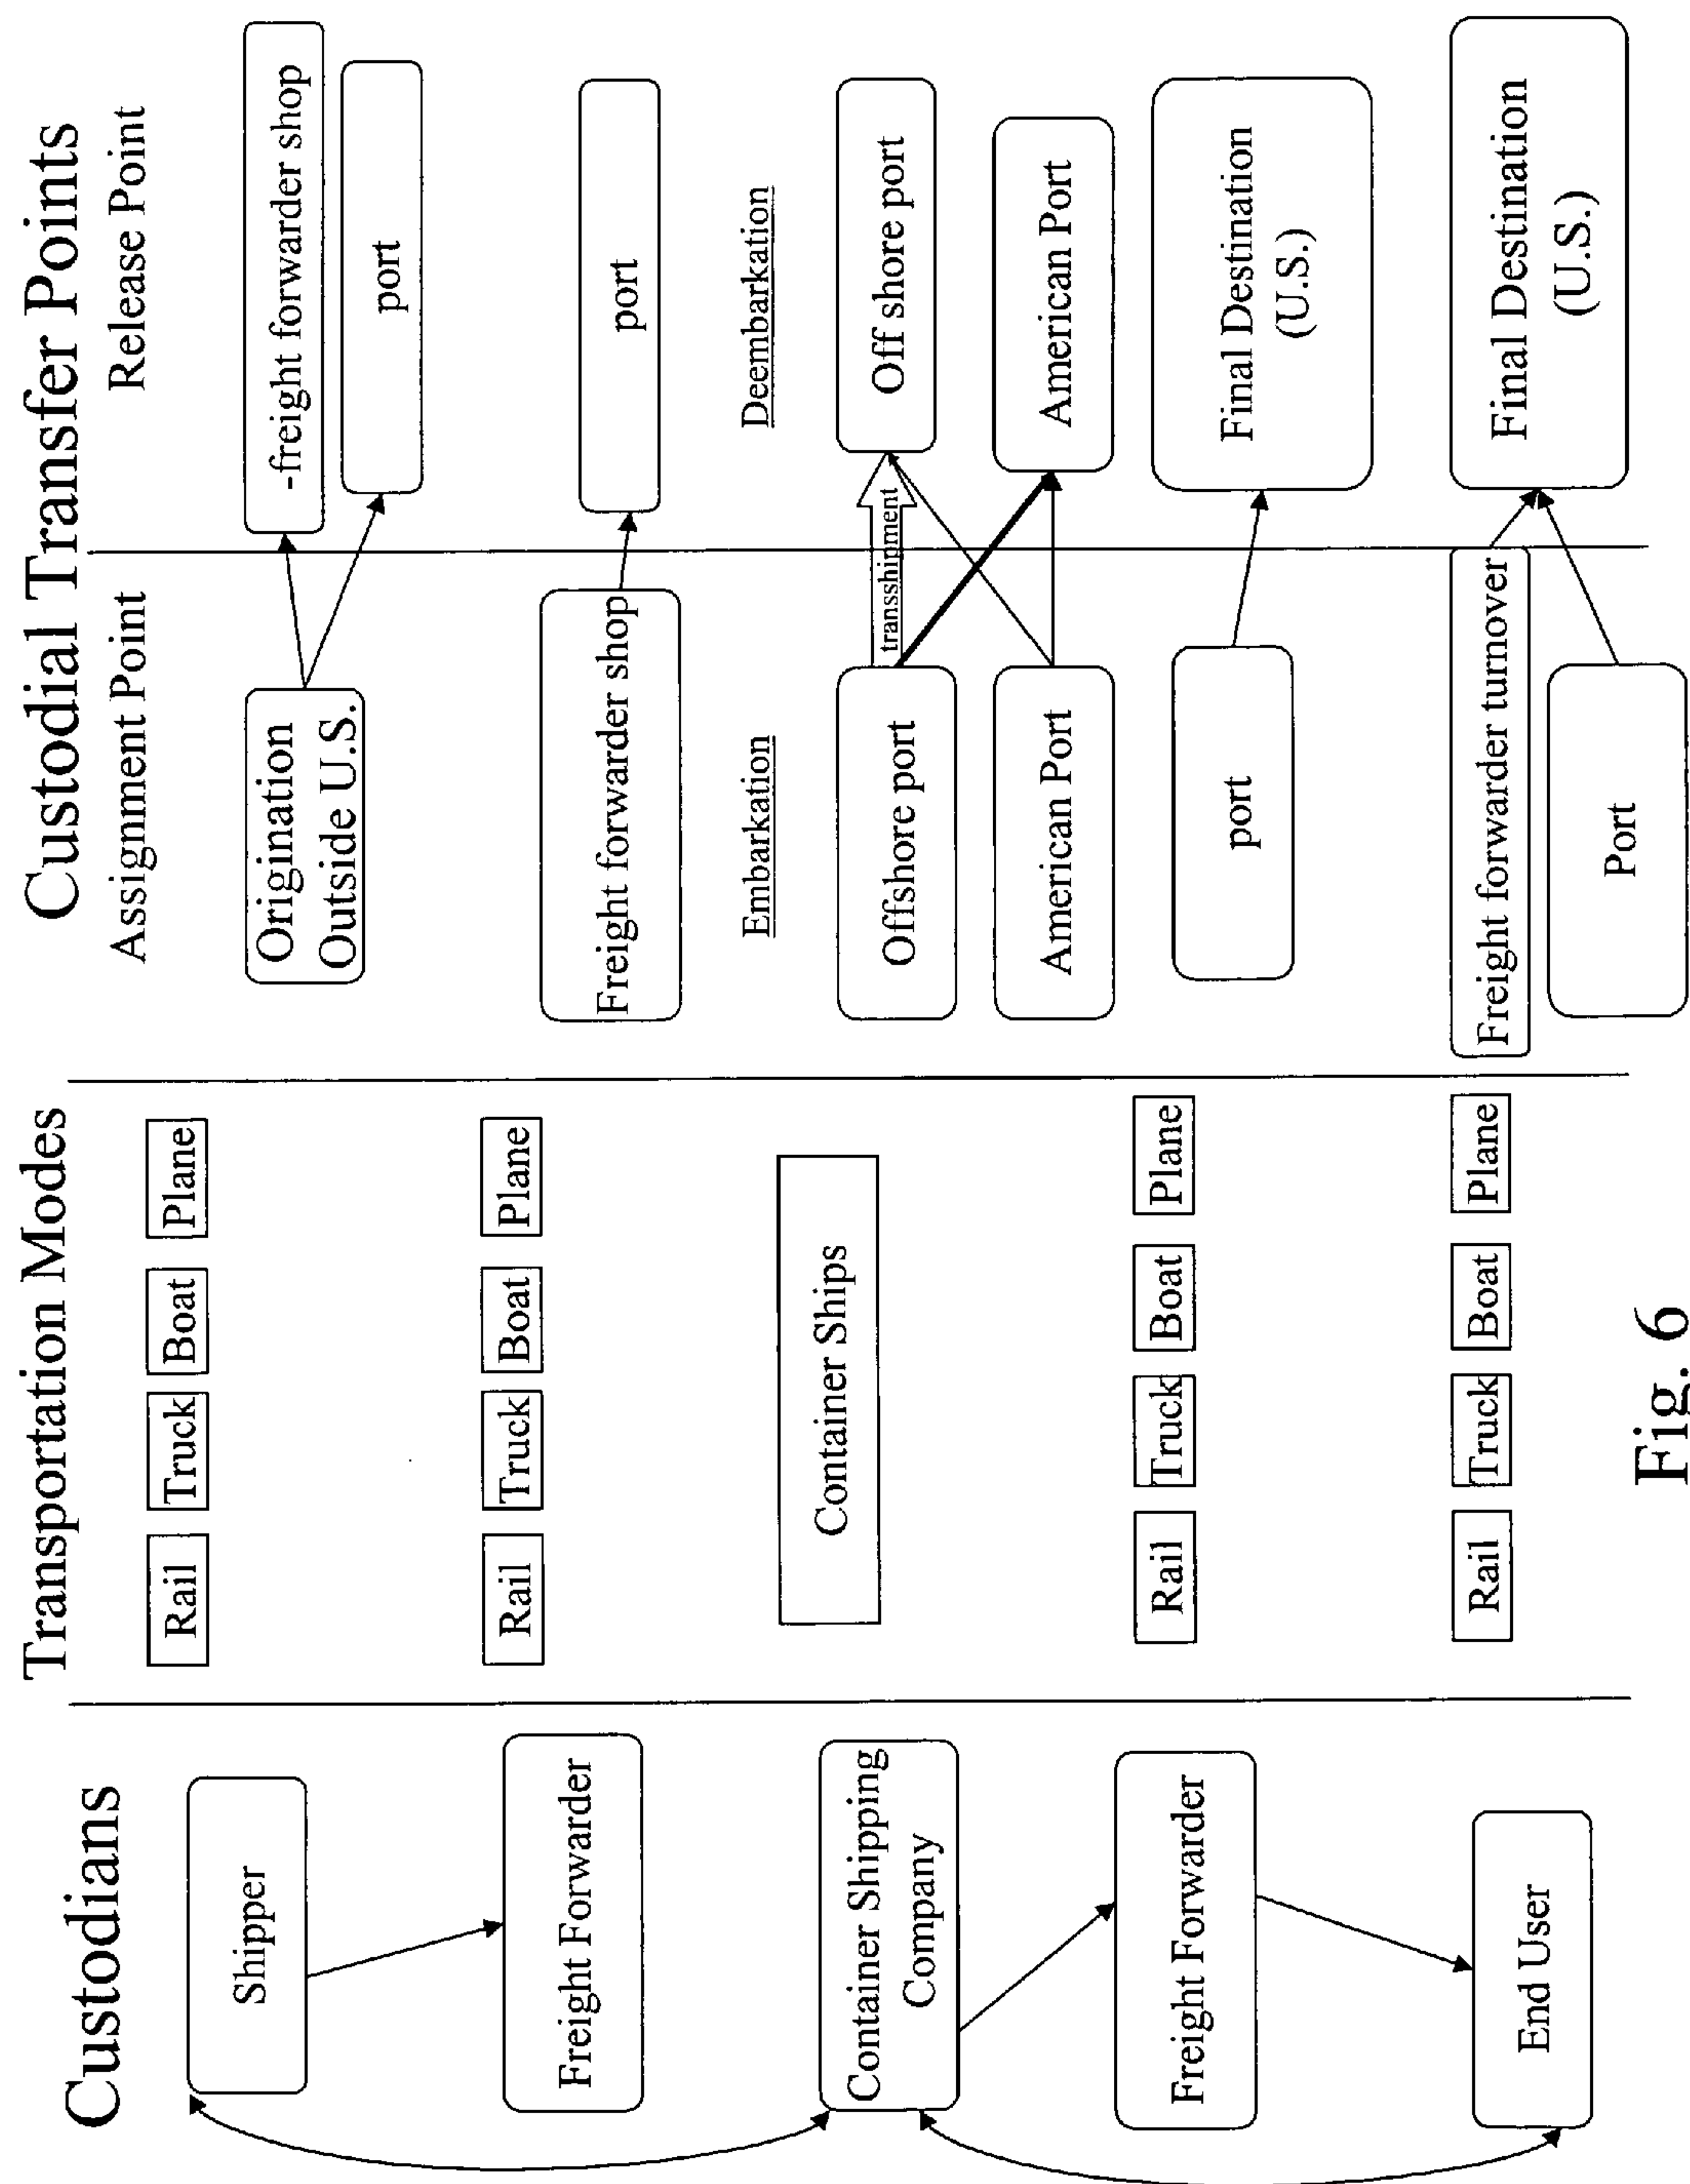 Custodians
Transportation Modes
Custodial Transfer Points
Assignment Point
Release Point
Shipper
Rail
Truck
Boat
Plane
Origination
Outside U.S.
-freight forwarder shop
port
Freight Forwarder
Rail
Truck
Boat
Plane
Freight forwarder shop
port
Embarkation
Deembarkation
Container Shipping
Company
Container Ships
Offshore port
transshipment
Off shore port
American Port
American Port
Freight Forwarder
Rail
Truck
Boat
Plane
port
Final Destination
(U.S.)
End User
Rail
Truck
Boat
Plane
Freight forwarder turnover
Port
Final Destination
(U.S.)
Fig. 6